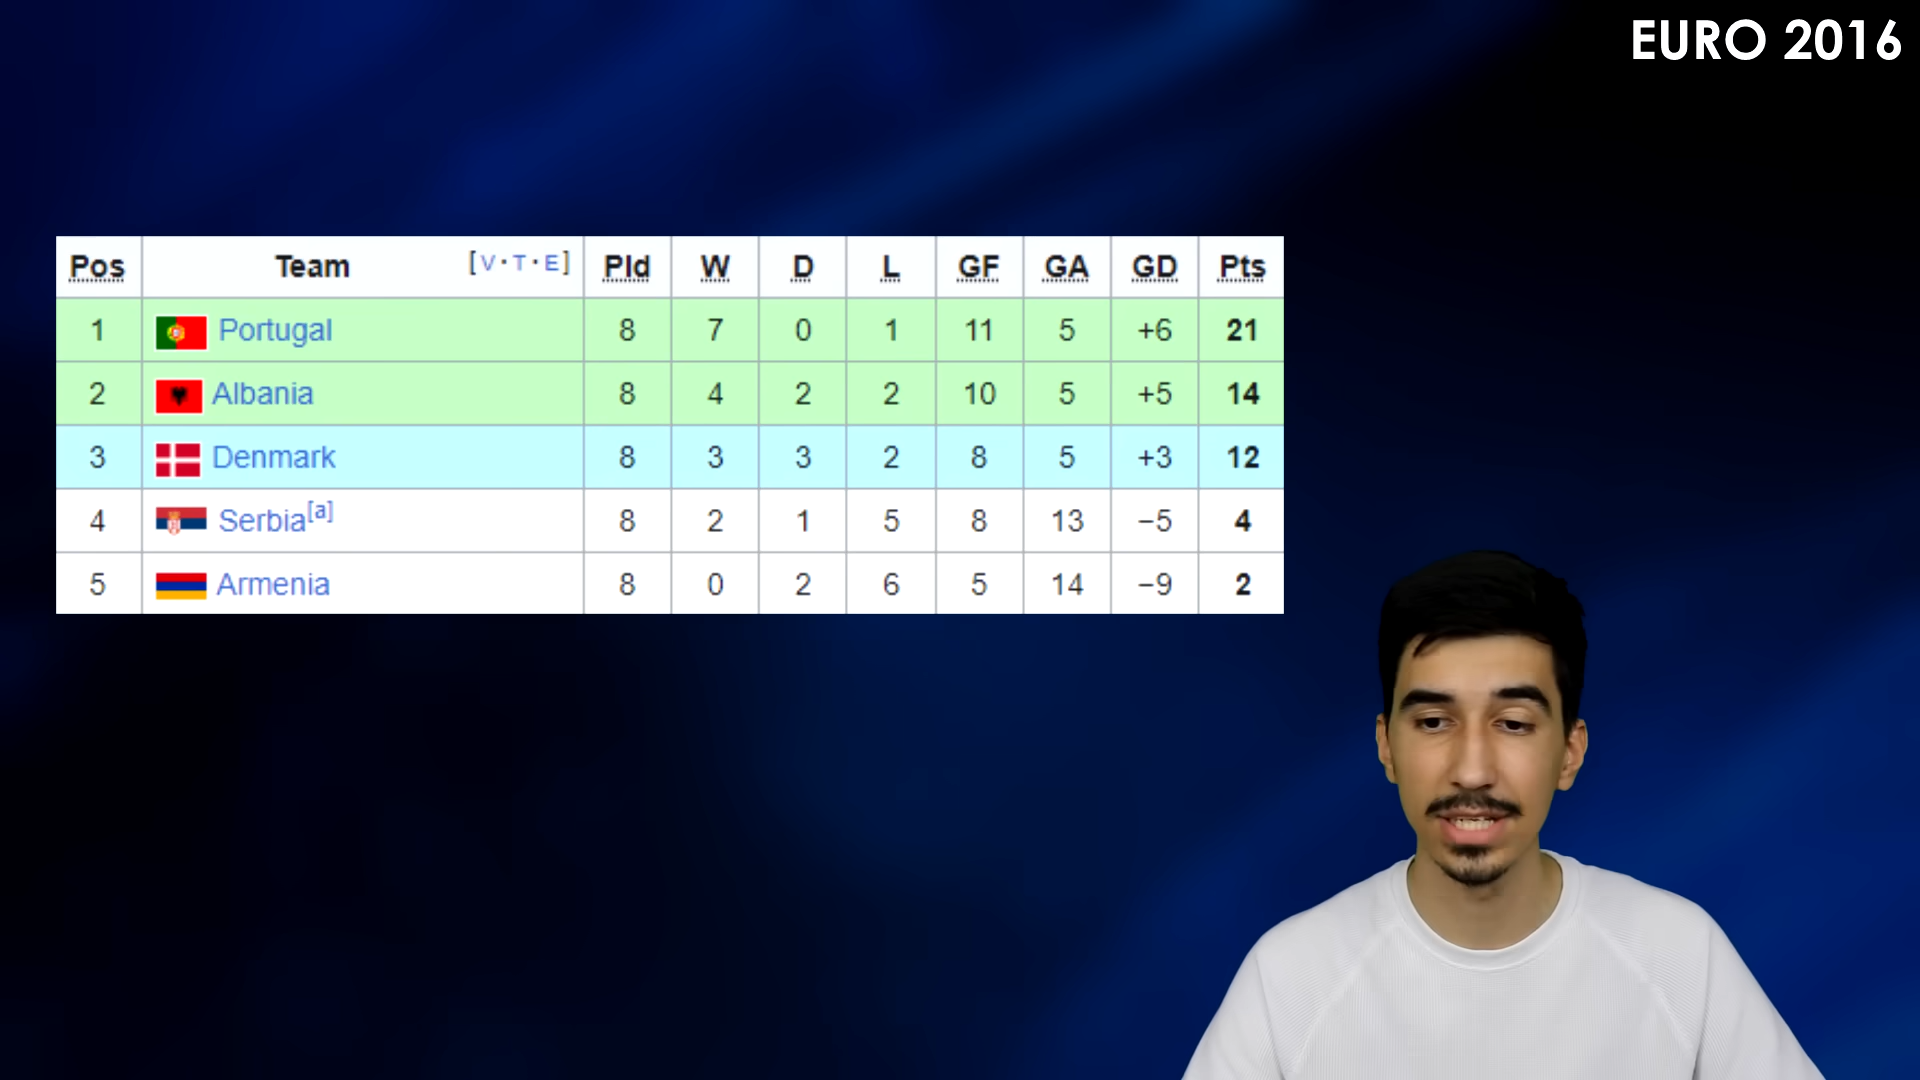 EURO 2016
Pos Team [V·T·E] Pld W D L GF GA GD Pts
1 Portugal 8 7 0 1 11 5 +6 21
2 Albania 8 4 2 2 10 5 +5 14
3 Denmark 8 3 3 2 8 5 +3 12
4 Serbia[a] 8 2 1 5 8 13 −5 4
5 Armenia 8 0 2 6 5 14 −9 2